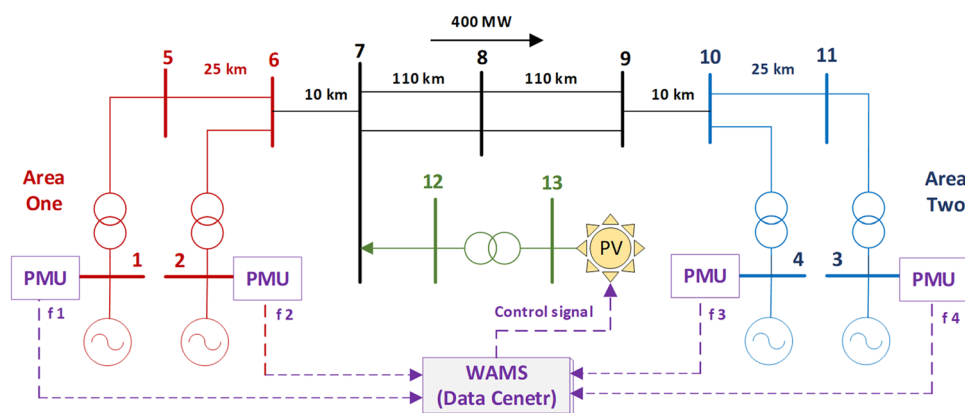 400 MW
5
25 km
6
10 km
7
110 km
8
110 km
9
10 km
10
25 km
11
Area
One
12
13
PV
Area
Two
PMU
1
2
PMU
PMU
4
3
PMU
f 1
f 2
Control signal
f 3
f 4
WAMS
(Data Cenetr)